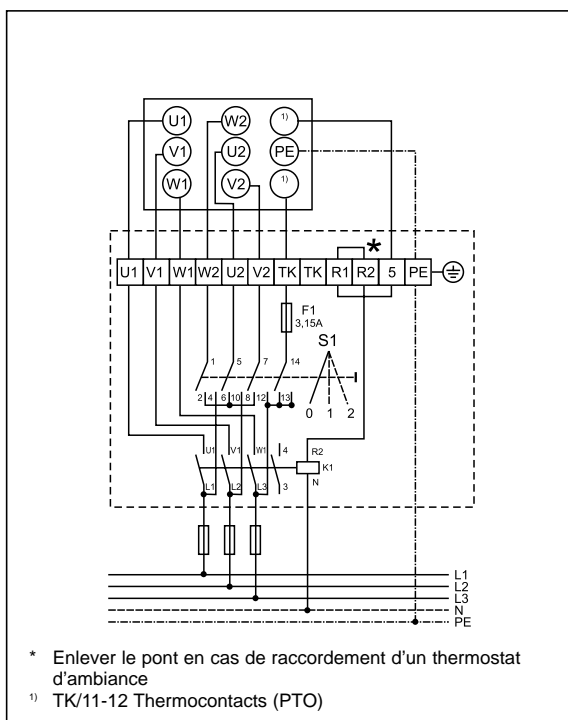 U1 W2 1)
V1 U2 PE
W1 V2 1)
U1 V1 W1 W2 U2 V2 TK TK R1 R2 5 PE
*
F1
3,15A
S1
1 5 7 14
2 4 6 10 8 12 13
0 1 2
U1 V1 W1 4 R2
K1
L1 L2 L3 3 N
L1
L2
L3
N
PE
* Enlever le pont en cas de raccordement d'un thermostat
d'ambiance
1) TK/11-12 Thermocontacts (PTO)